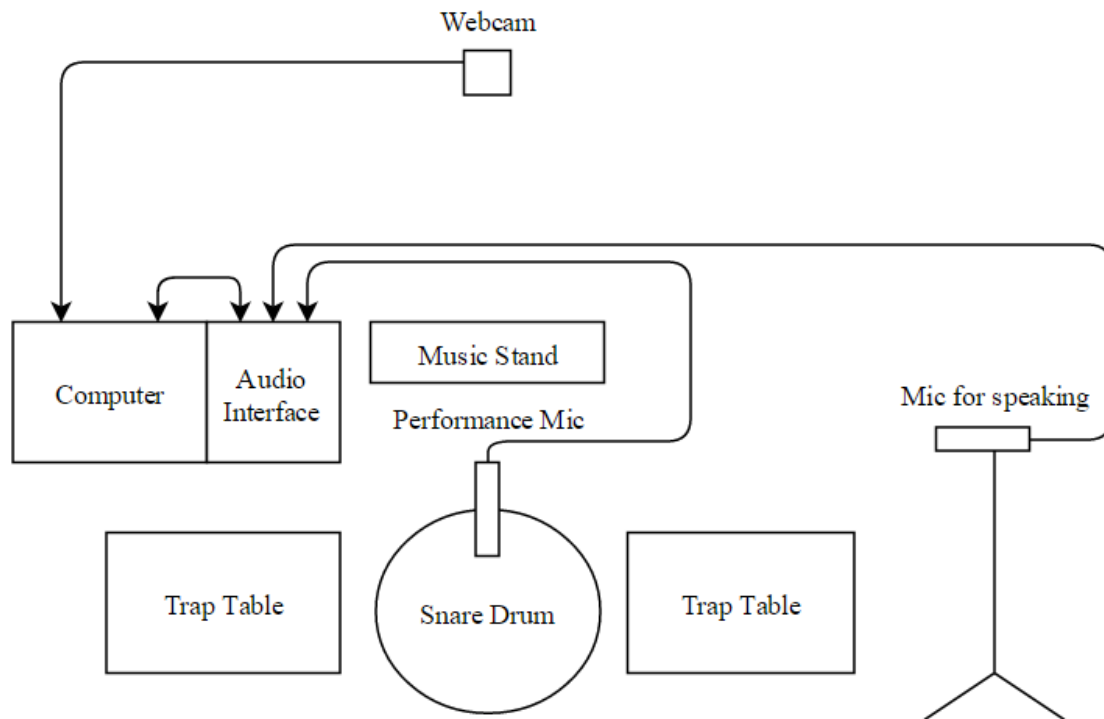 Webcam
Computer
Audio
Interface
Music Stand
Performance Mic
Mic for speaking
Trap Table
Snare Drum
Trap Table